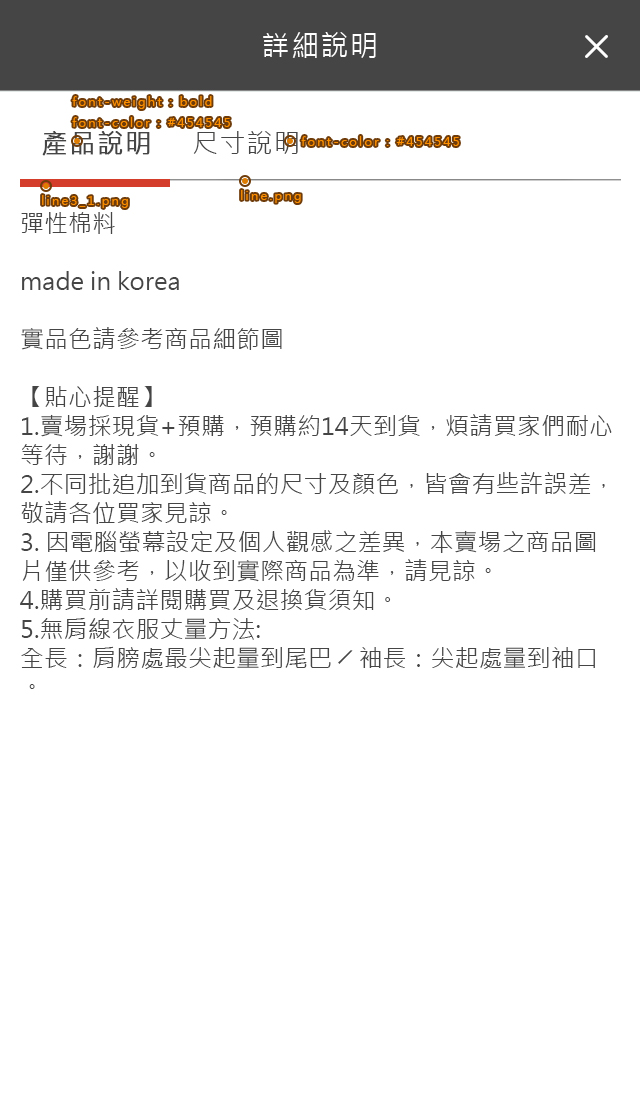 詳細說明
font-weight : bold
font-color : #454545
產品說明 尺寸說明 font-color : #454545
line3_1.png line.png
彈性棉料
made in korea
實品色請參考商品細節圖
【貼心提醒】
1.賣場採現貨+預購，預購約14天到貨，煩請買家們耐心
等待，謝謝。
2.不同批追加到貨商品的尺寸及顏色，皆會有些許誤差，
敬請各位買家見諒。
3. 因電腦螢幕設定及個人觀感之差異，本賣場之商品圖
片僅供參考，以收到實際商品為準，請見諒。
4.購買前請詳閱購買及退換貨須知。
5.無肩線衣服丈量方法:
全長：肩膀處最尖起量到尾巴／袖長：尖起處量到袖口
。